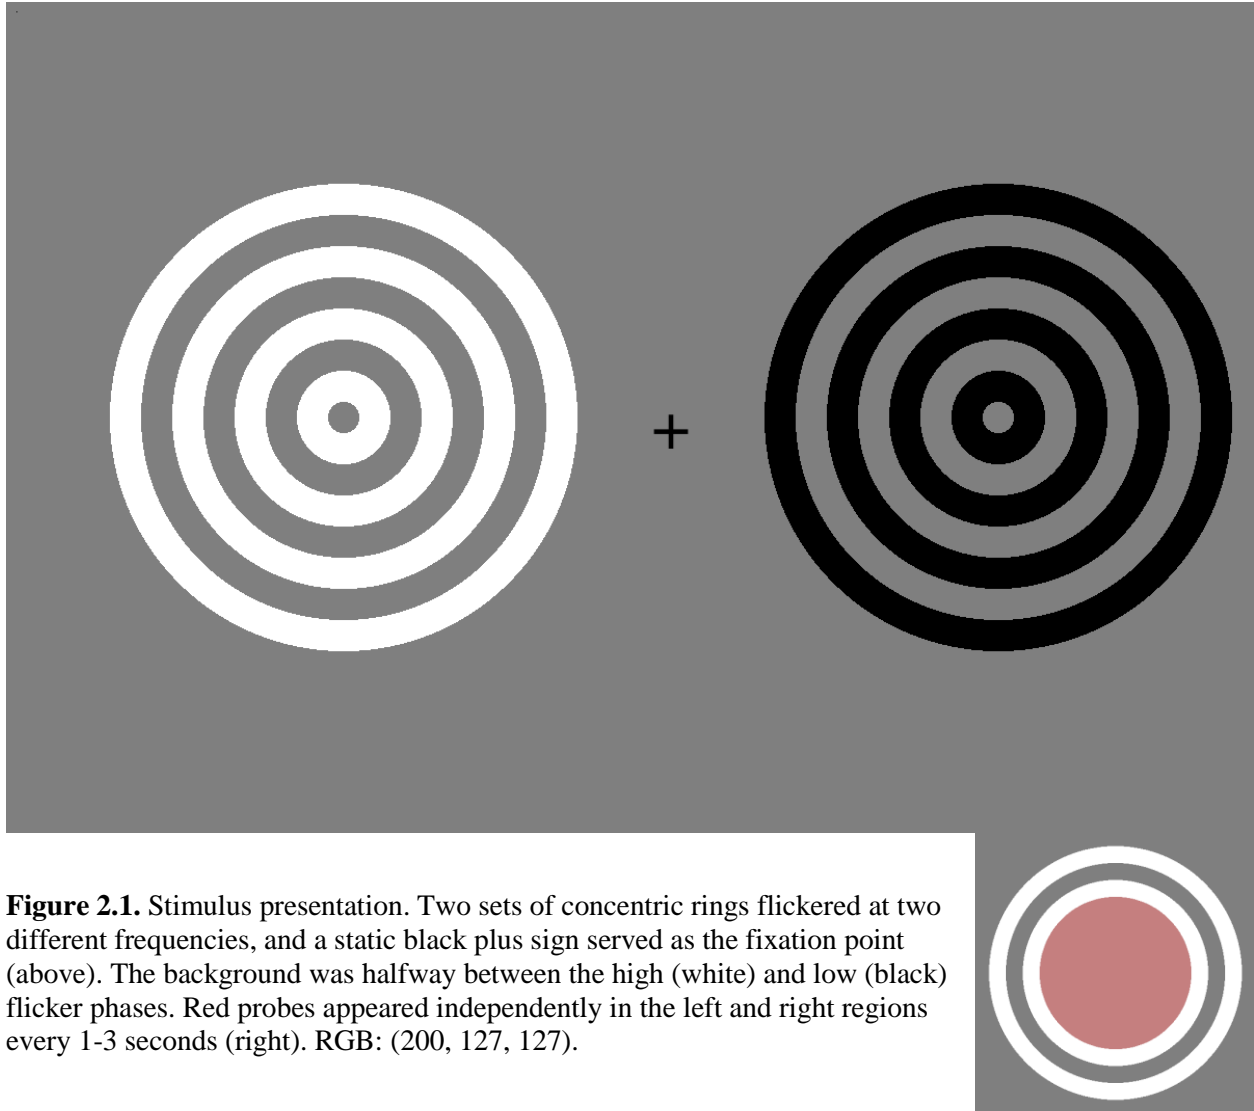 Figure 2.1. Stimulus presentation. Two sets of concentric rings flickered at two
different frequencies, and a static black plus sign served as the fixation point
(above). The background was halfway between the high (white) and low (black)
flicker phases. Red probes appeared independently in the left and right regions
every 1-3 seconds (right). RGB: (200, 127, 127).